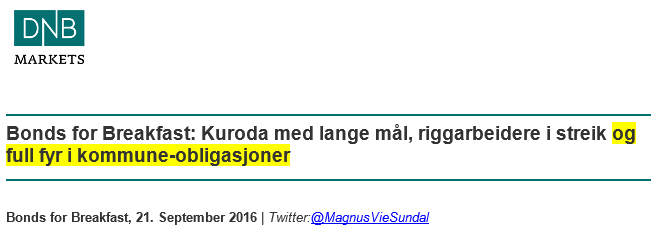 DNB
MARKETS
Bonds for Breakfast: Kuroda med lange mål, riggarbeidere i streik og
full fyr i kommune-obligasjoner
Bonds for Breakfast, 21. September 2016 | Twitter:@MagnusVieSundal